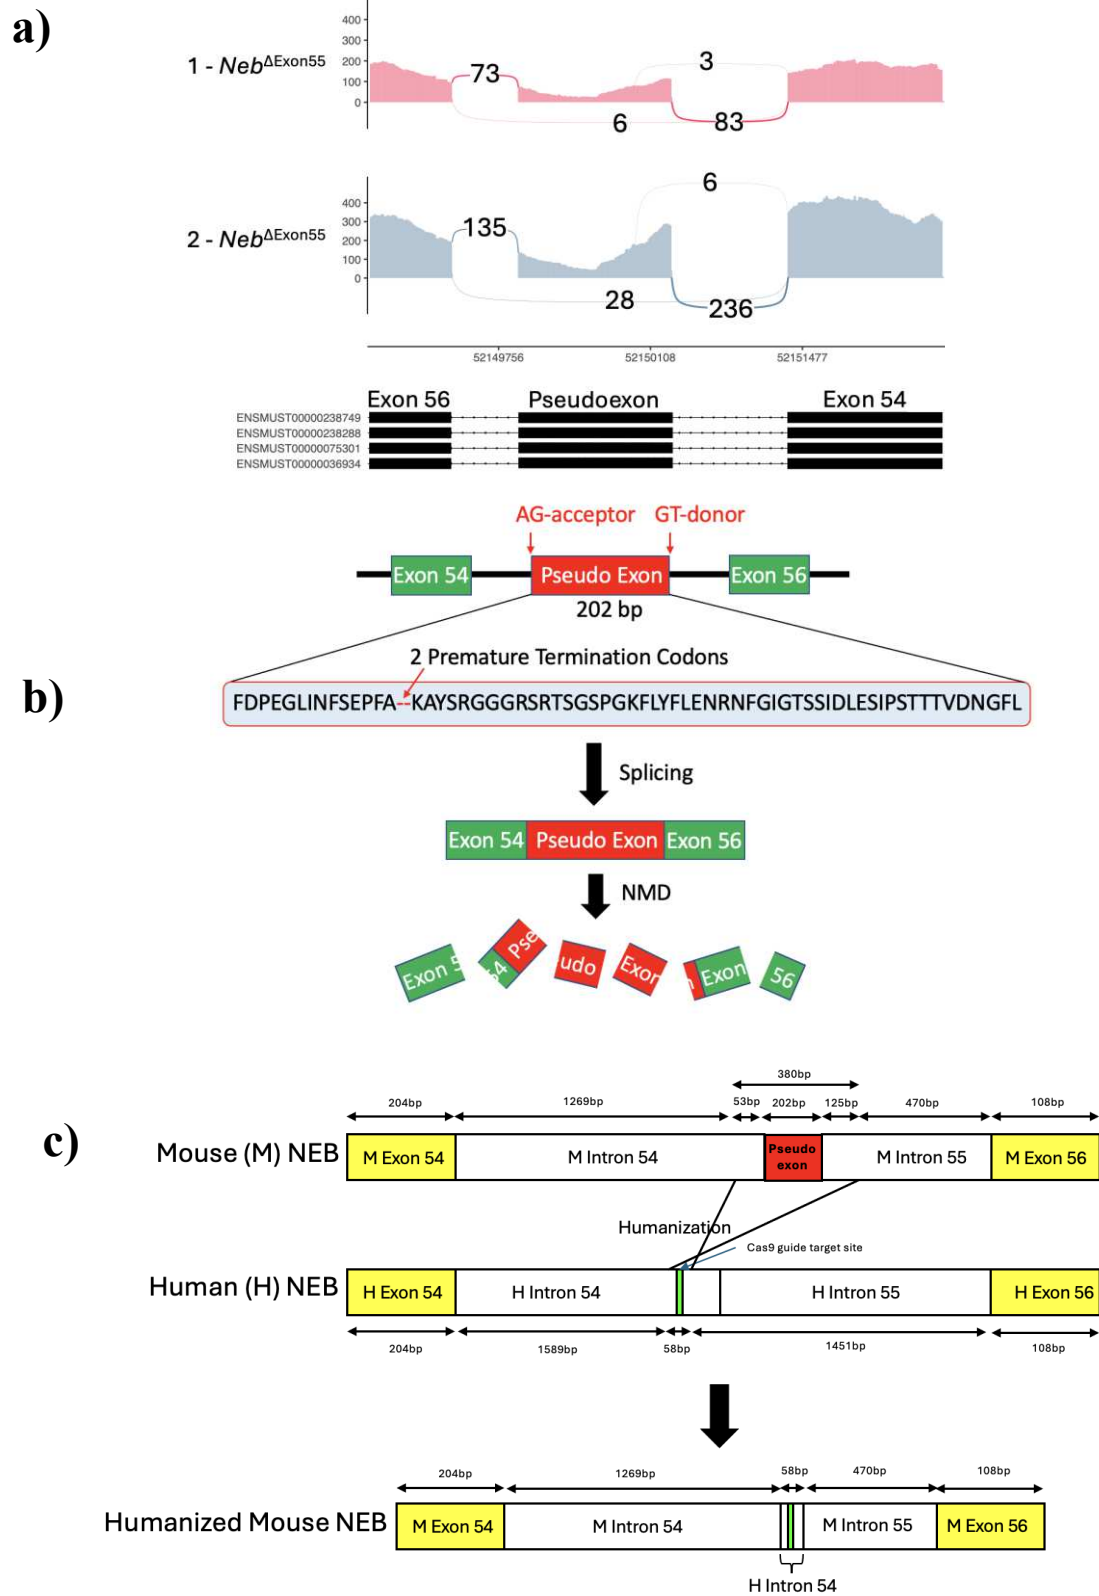 a)
1 - Neb^ΔExon55
400
300
200
100
0
73
3
6
83
2 - Neb^ΔExon55
400
300
200
100
0
135
6
28
236
52149756 52150108 52151477
Exon 56 Pseudoexon Exon 54
ENSMUST00000238749
ENSMUST00000238288
ENSMUST00000075301
ENSMUST00000036934
b)
AG-acceptor GT-donor
Exon 54 Pseudo Exon Exon 56
202 bp
2 Premature Termination Codons
FDPEGLINFSEPFA--KAYSRGGGRSRTSGSPGKFLYFLENRNFGIGTSSIDLESIPSTTTVDNGFL
Splicing
Exon 54 Pseudo Exon Exon 56
NMD
Exon 5 64 Pse udo Exor n Exon 56
c)
380bp
204bp 1269bp 53bp 202bp 125bp 470bp 108bp
Mouse (M) NEB M Exon 54 M Intron 54 Pseudo exon M Intron 55 M Exon 56
Humanization
Cas9 guide target site
Human (H) NEB H Exon 54 H Intron 54 H Intron 55 H Exon 56
204bp 1589bp 58bp 1451bp 108bp
204bp 1269bp 58bp 470bp 108bp
Humanized Mouse NEB M Exon 54 M Intron 54 M Intron 55 M Exon 56
H Intron 54